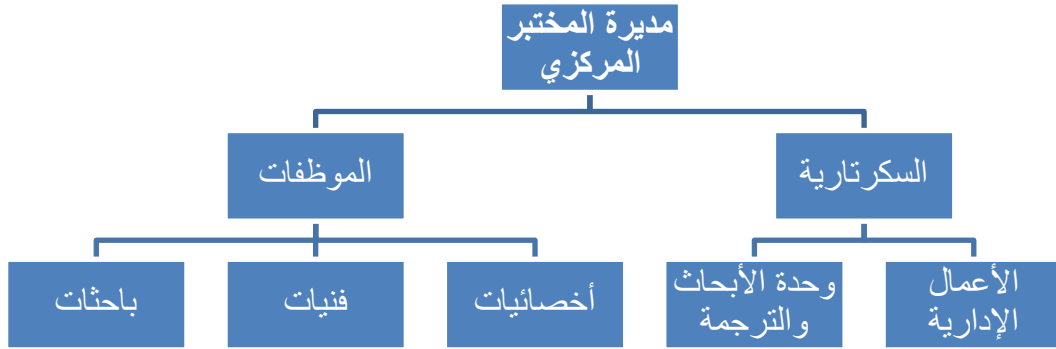 مديرة المختبر
المركزي
السكرتارية
الموظفات
الأعمال
الإدارية
وحدة الأبحاث
والترجمة
أخصائيات
فنيات
باحثات